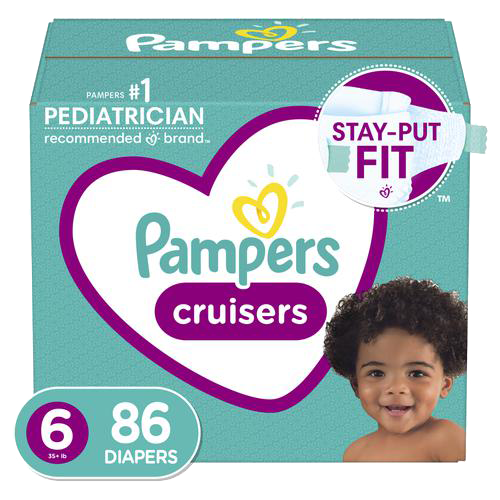 Pampers
PAMPERS #1
PEDIATRICIAN
recommended brand™
STAY-PUT
FIT
™
Pampers
cruisers
6
35+ lb
86
DIAPERS